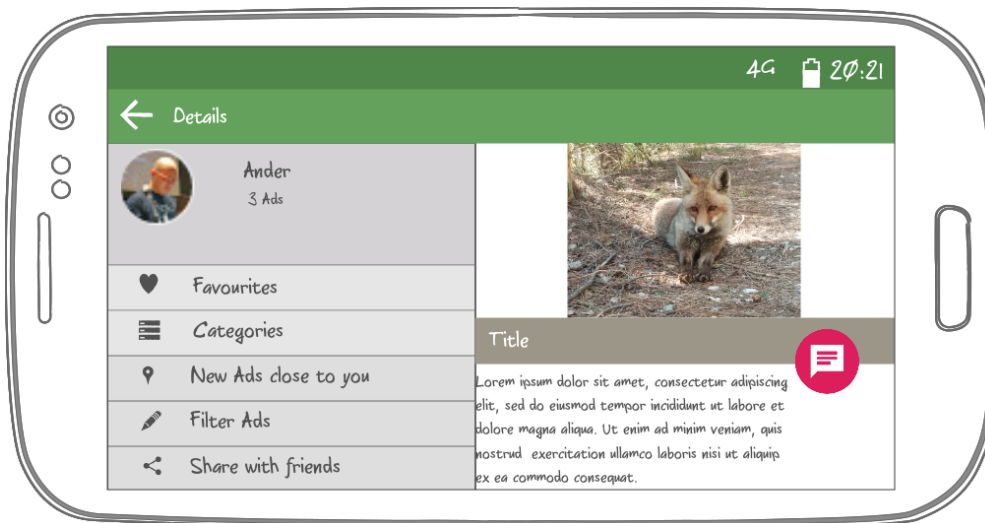 4G 20:21
Details
Ander
3 Ads
Favourites
Categories
New Ads close to you
Filter Ads
Share with friends
Title
Lorem ipsum dolor sit amet, consectetur adipiscing
elit, sed do eiusmod tempor incididunt ut labore et
dolore magna aliqua. Ut enim ad minim veniam, quis
nostrud exercitation ullamco laboris nisi ut aliquip
ex ea commodo consequat.